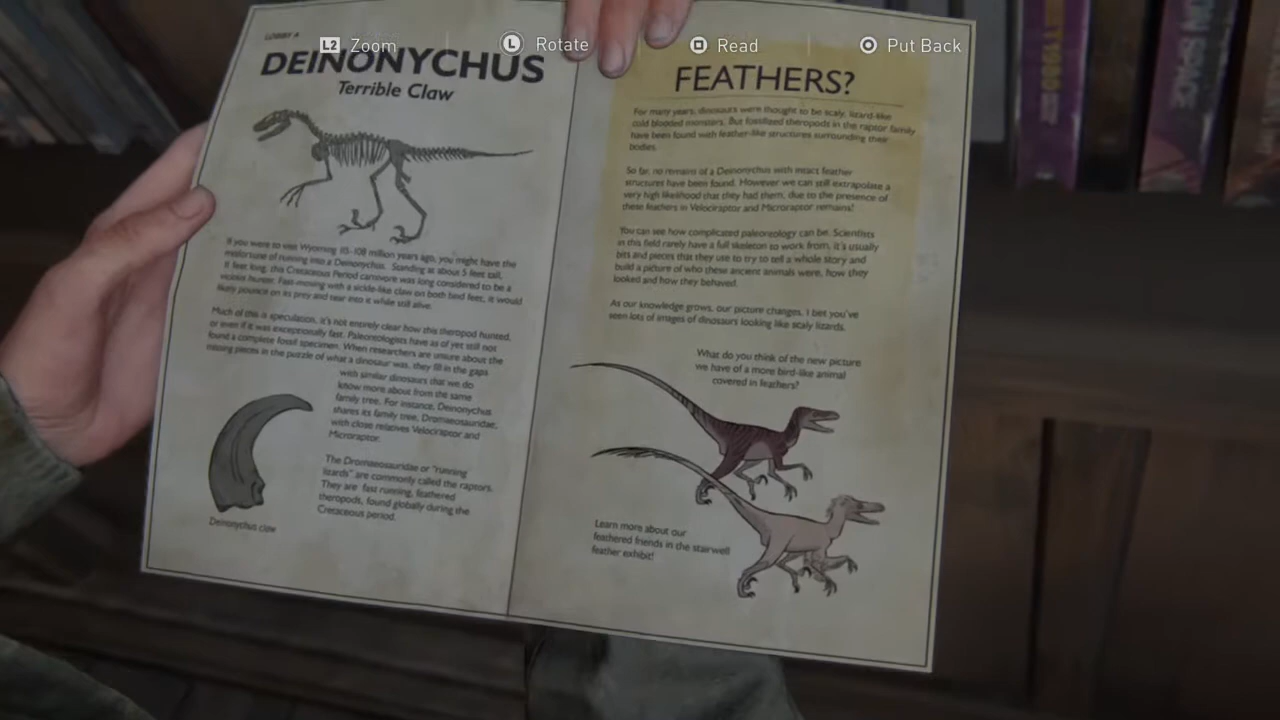 L2 Zoom
L Rotate
Read
Put Back
LOBBY A
DEINONYCHUS
Terrible Claw
If you were to visit Wyoming 115-108 million years ago, you might have the
misfortune of running into a Deinonychus. Standing at about 5 feet tall,
feet long, this Cretaceous Period carnivore was long considered to be a
vicious hunter. Fast-moving with a sickle-like claw on both hind feet, it would
likely pounce on its prey and tear into it while still alive.
Much of this is speculation, it's not entirely clear how this theropod hunted,
or even if it was exceptionally fast. Paleontologists have as of yet still not
found a complete fossil specimen. When researchers are unsure about the
missing pieces in the puzzle of what a dinosaur was, they fill in the gaps
with similar dinosaurs that we do
know more about from the same
family tree. For instance, Deinonychus
shares its family tree, Dromaeosauridae,
with close relatives Velociraptor and
Microraptor.
The Dromaeosauridae or "running
lizards" are commonly called the raptors.
They are fast running, feathered
theropods, found globally during the
Cretaceous period.
Deinonychus claw
FEATHERS?
For many years, dinosaurs were thought to be scaly, lizard-like
cold blooded monsters. But fossilized theropods in the raptor family
have been found with feather-like structures surrounding their
bodies.
So far, no remains of a Deinonychus with intact feather
structures have been found. However we can still extrapolate a
very high likelihood that they had them, due to the presence of
these feathers in Velociraptor and Microraptor remains!
You can see how complicated paleoreology can be. Scientists
in this field rarely have a full skeleton to work from, it's usually
bits and pieces that they use to try to tell a whole story and
build a picture of who these ancient animals were, how they
looked and how they behaved.
As our knowledge grows, our picture changes. I bet you've
seen lots of images of dinosaurs looking like scaly lizards.
What do you think of the new picture
we have of a more bird-like animal
covered in feathers?
Learn more about our
feathered friends in the stairwell
feather exhibit!
SPACE